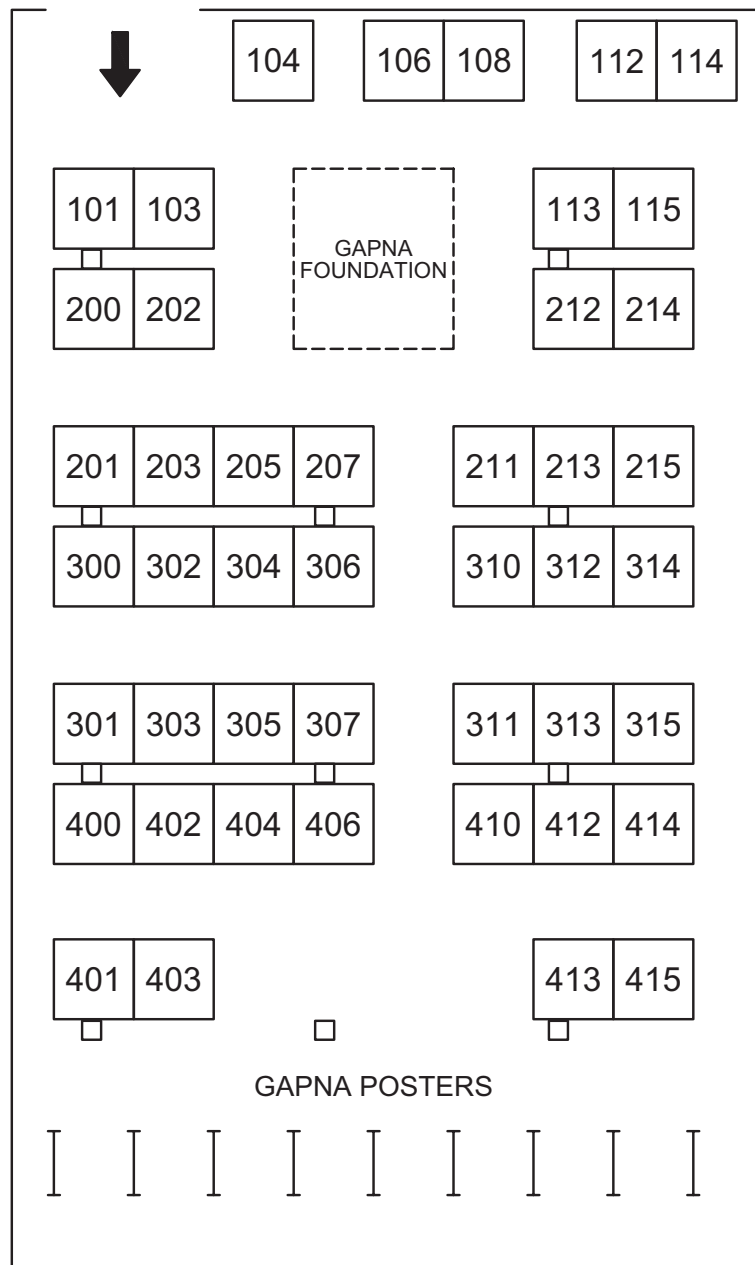 104 106 108 112 114
101 103 113 115
GAPNA
FOUNDATION
200 202 212 214
201 203 205 207 211 213 215
300 302 304 306 310 312 314
301 303 305 307 311 313 315
400 402 404 406 410 412 414
401 403 413 415
GAPNA POSTERS